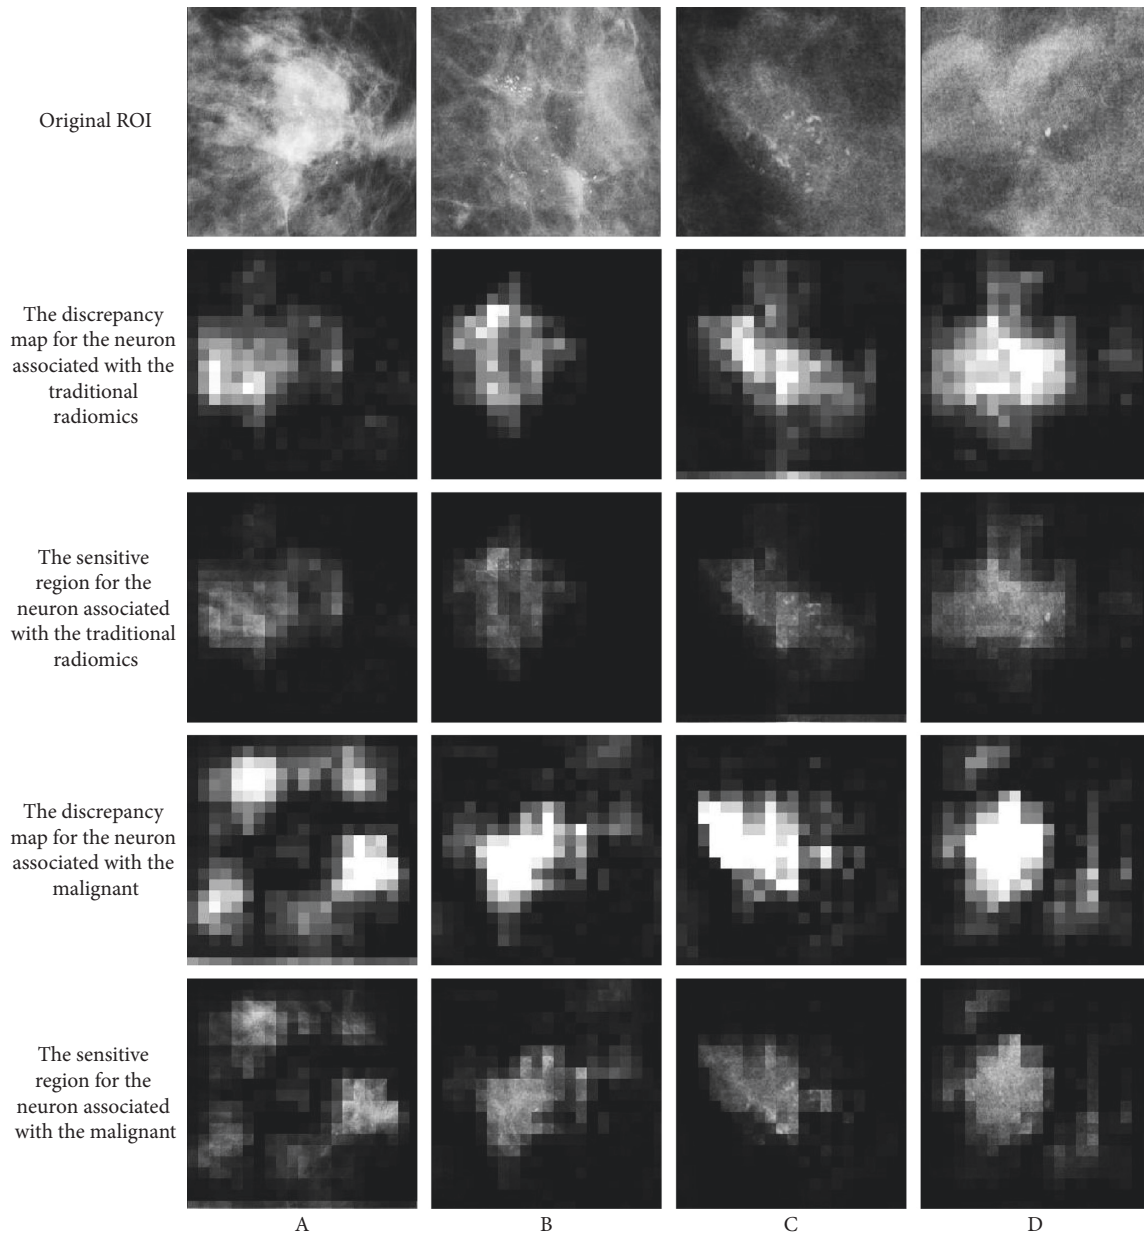 Original ROI
The discrepancy
map for the neuron
associated with the
traditional
radiomics
The sensitive
region for the
neuron associated
with the traditional
radiomics
The discrepancy
map for the neuron
associated with the
malignant
The sensitive
region for the
neuron associated
with the malignant
A
B
C
D